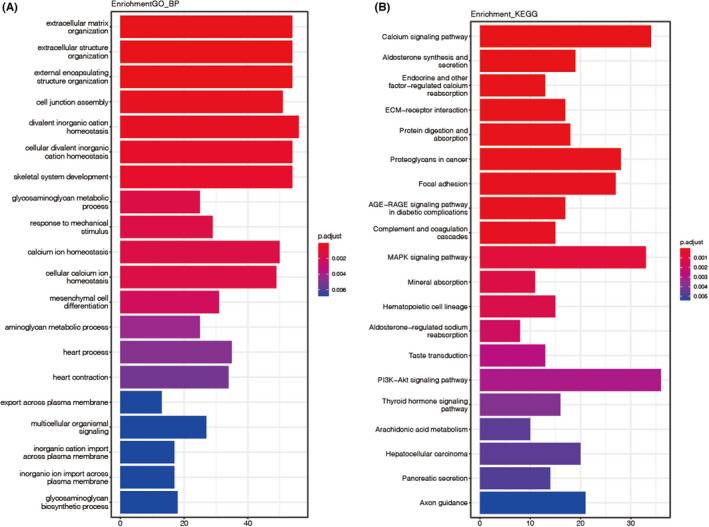 (A)
EnrichmentGO_BP
extracellular matrix
organization
extracellular structure
organization
external encapsulating
structure organization
cell junction assembly
divalent inorganic cation
homeostasis
cellular divalent inorganic
cation homeostasis
skeletal system development
glycosaminoglycan metabolic
process
response to mechanical
stimulus
calcium ion homeostasis
cellular calcium ion
homeostasis
mesenchymal cell
differentiation
aminoglycan metabolic process
heart process
heart contraction
export across plasma membrane
multicellular organismal
signaling
inorganic cation import
across plasma membrane
inorganic ion import across
plasma membrane
glycosaminoglycan
biosynthetic process
0 20 40
p.adjust
0.002
0.004
0.006
(B)
Enrichment_KEGG
Calcium signaling pathway
Aldosterone synthesis and
secretion
Endocrine and other
factor-regulated calcium
reabsorption
ECM-receptor interaction
Protein digestion and
absorption
Proteoglycans in cancer
Focal adhesion
AGE-RAGE signaling pathway
in diabetic complications
Complement and coagulation
cascades
MAPK signaling pathway
Mineral absorption
Hematopoietic cell lineage
Aldosterone-regulated sodium
reabsorption
Taste transduction
PI3K-Akt signaling pathway
Thyroid hormone signaling
pathway
Arachidonic acid metabolism
Hepatocellular carcinoma
Pancreatic secretion
Axon guidance
0 10 20 30
p.adjust
0.001
0.002
0.003
0.004
0.005